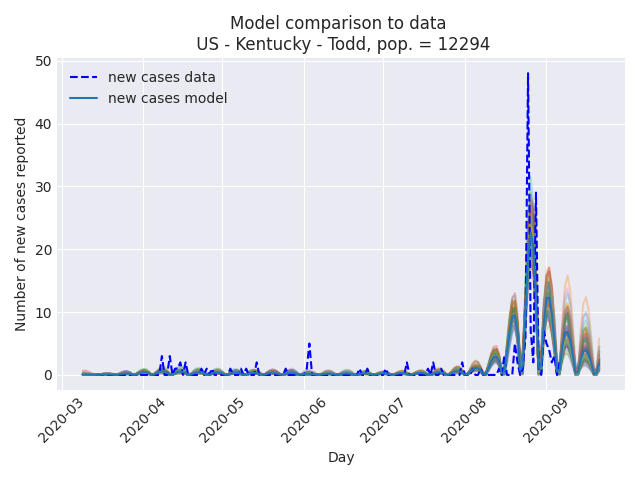 Model comparison to data
US - Kentucky - Todd, pop. = 12294
new cases data
new cases model
Number of new cases reported
50
40
30
20
10
0
2020-03
2020-04
2020-05
2020-06
2020-07
2020-08
2020-09
Day